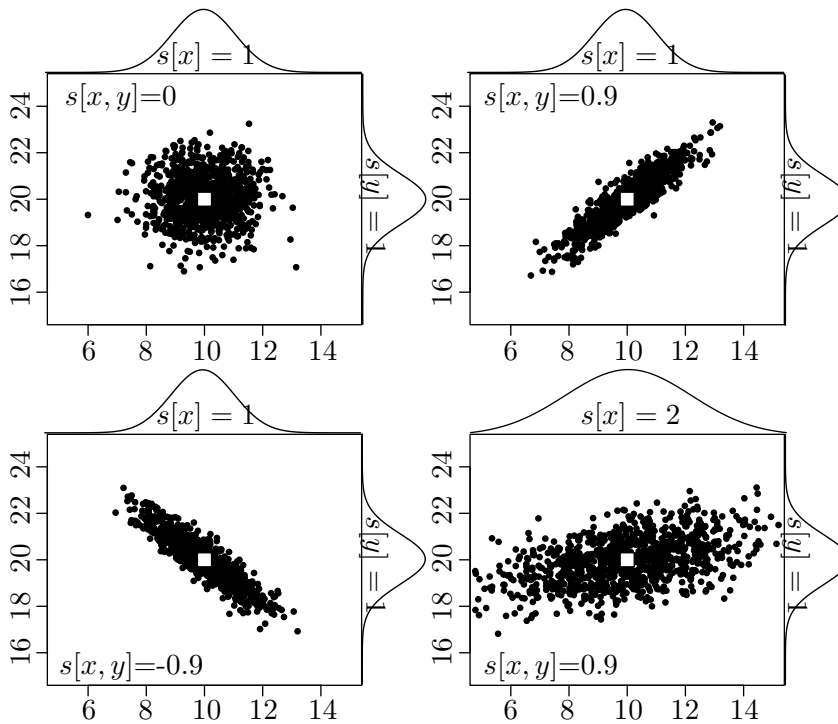 s[x] = 1
s[x, y]=0
s[y] = 1
16 18 20 22 24
6 8 10 12 14
s[x] = 1
s[x, y]=0.9
s[y] = 1
16 18 20 22 24
6 8 10 12 14
s[x] = 1
s[x, y]=-0.9
s[y] = 1
16 18 20 22 24
6 8 10 12 14
s[x] = 2
s[x, y]=0.9
s[y] = 1
16 18 20 22 24
6 8 10 12 14